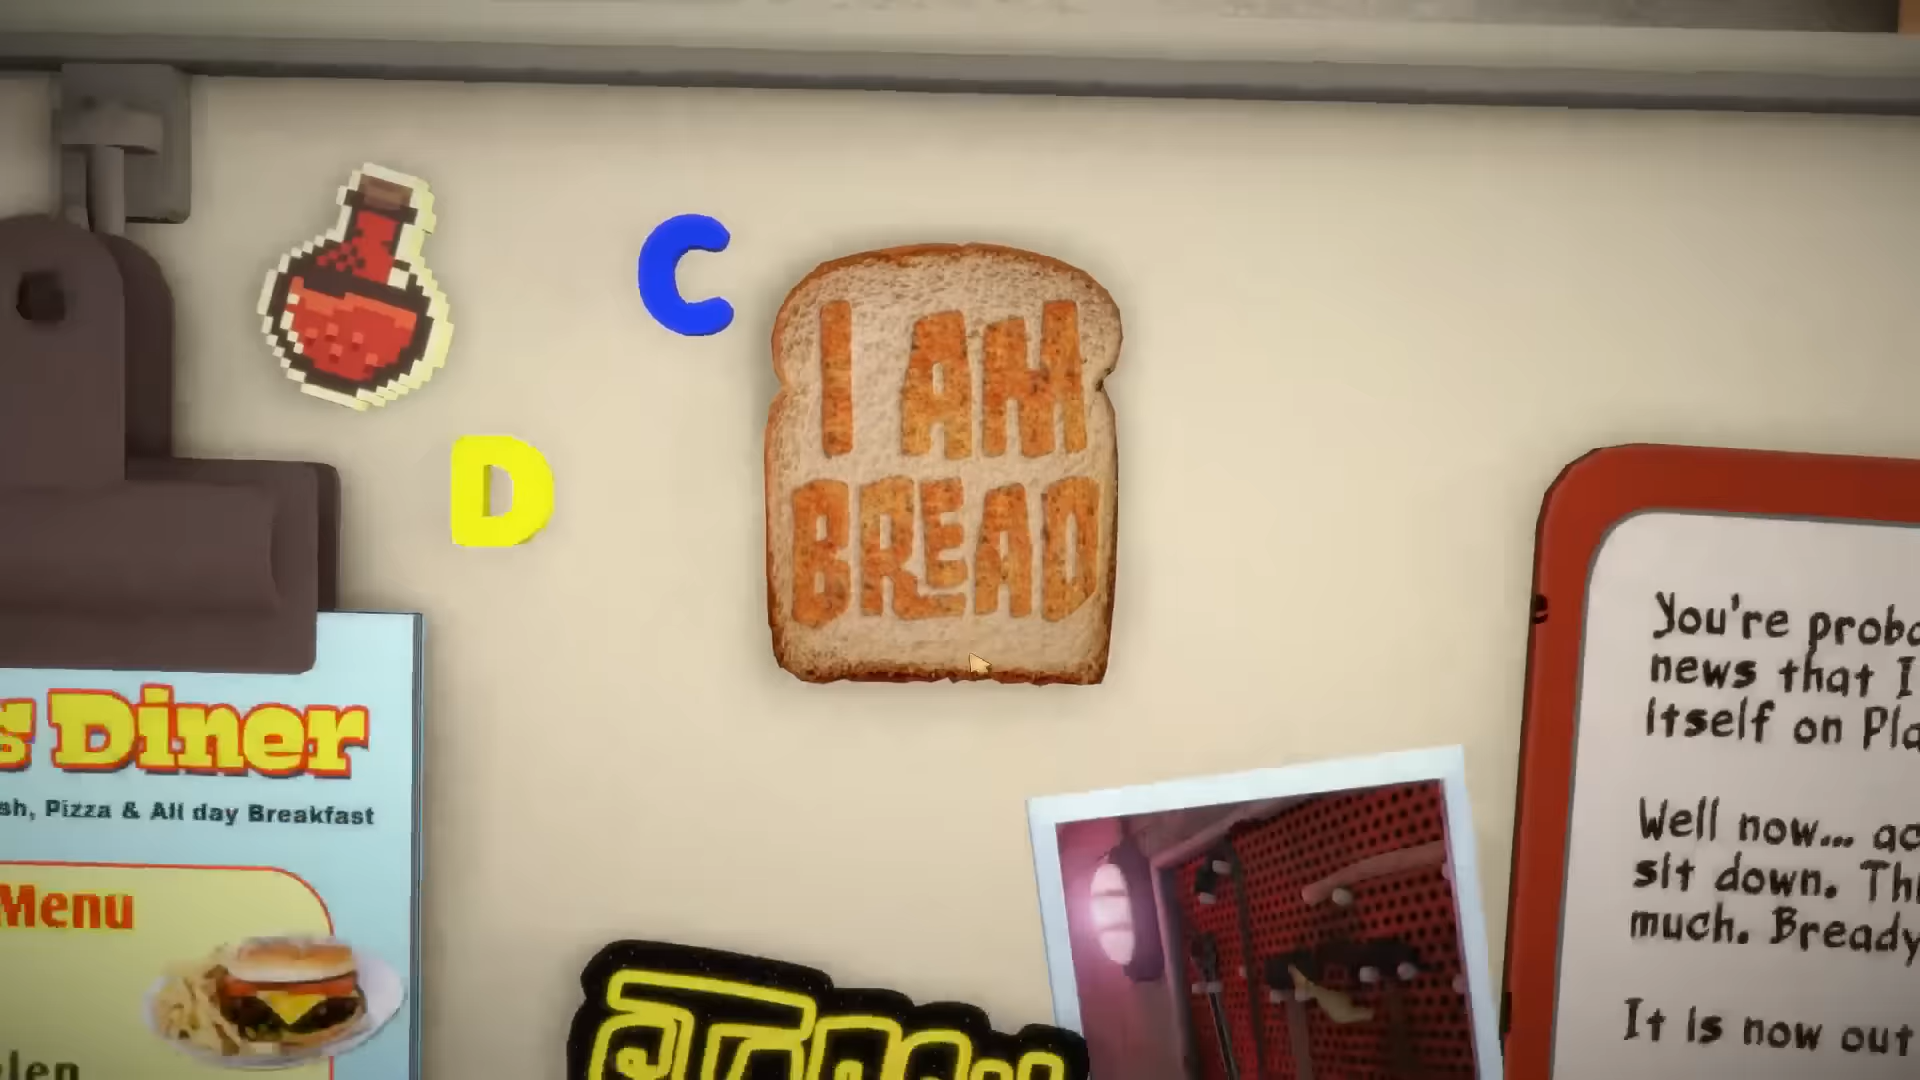 C
I AM
BREAD
D
s Diner
sh, Pizza & All day Breakfast
Menu
You're proba
news that I
itself on Pla
Well now... ac
sit down. Thi
much. Bready
It is now out